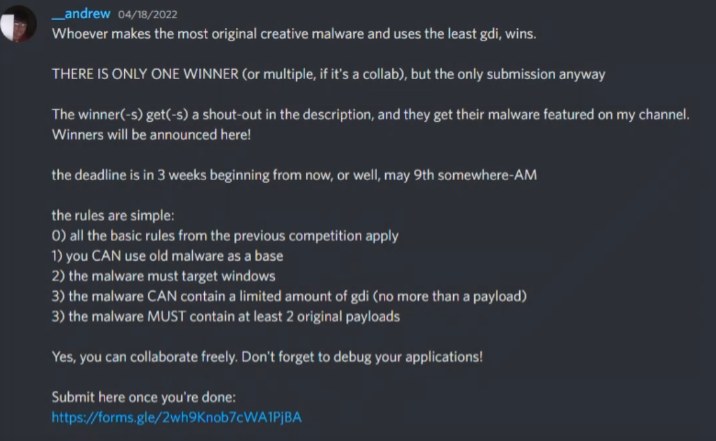 __andrew 04/18/2022
Whoever makes the most original creative malware and uses the least gdi, wins.
THERE IS ONLY ONE WINNER (or multiple, if it's a collab), but the only submission anyway
The winner(-s) get(-s) a shout-out in the description, and they get their malware featured on my channel.
Winners will be announced here!
the deadline is in 3 weeks beginning from now, or well, may 9th somewhere-AM
the rules are simple:
0) all the basic rules from the previous competition apply
1) you CAN use old malware as a base
2) the malware must target windows
3) the malware CAN contain a limited amount of gdi (no more than a payload)
3) the malware MUST contain at least 2 original payloads
Yes, you can collaborate freely. Don't forget to debug your applications!
Submit here once you're done:
https://forms.gle/2wh9Knob7cWA1PjBA